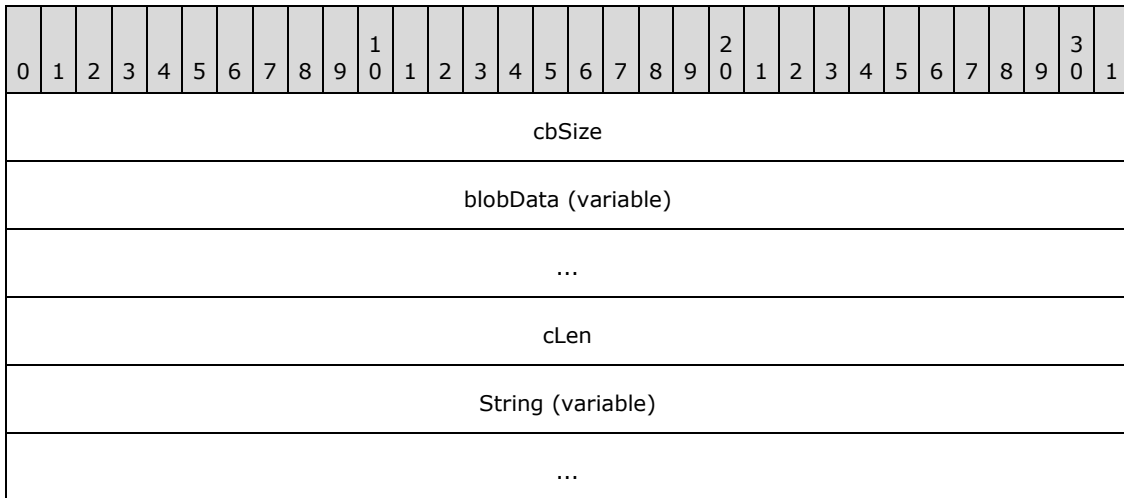 0 1 2 3 4 5 6 7 8 9 1 0 1 2 3 4 5 6 7 8 9 2 0 1 2 3 4 5 6 7 8 9 3 0 1
cbSize
blobData (variable)
...
cLen
String (variable)
...